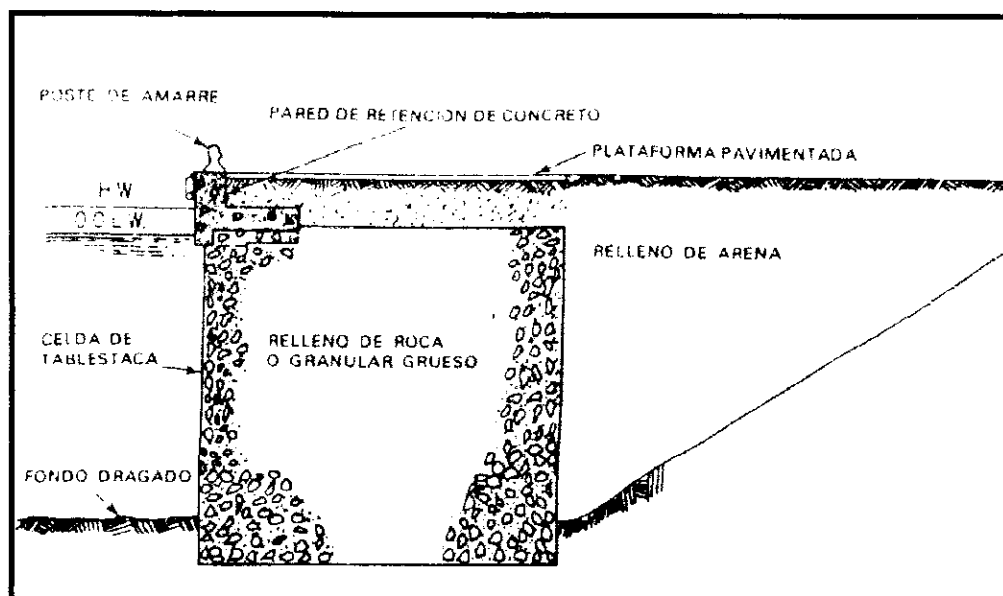 POSTE DE AMARRE
PARED DE RETENCION DE CONCRETO
PLATAFORMA PAVIMENTADA
H W
O O L W.
RELLENO DE ARENA
CELDA DE
TABLESTACA
RELLENO DE ROCA
O GRANULAR GRUESO
FONDO DRAGADO